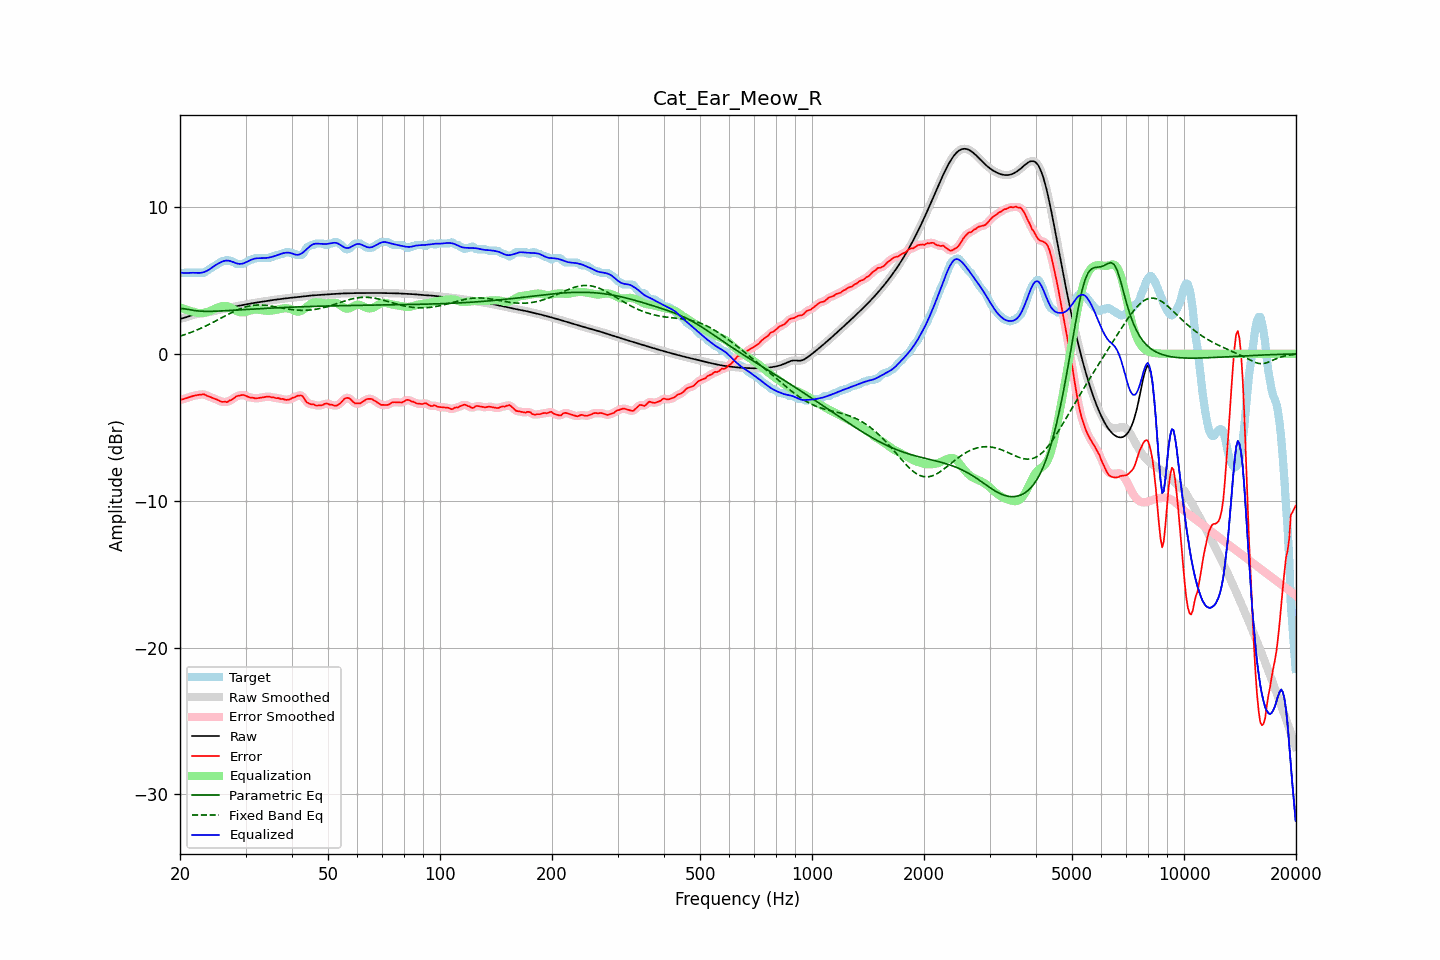 Cat_Ear_Meow_R
Amplitude (dBr)
10
0
−10
−20
−30
Target
Raw Smoothed
Error Smoothed
Raw
Error
Equalization
Parametric Eq
Fixed Band Eq
Equalized
20 50 100 200 500 1000 2000 5000 10000 20000
Frequency (Hz)